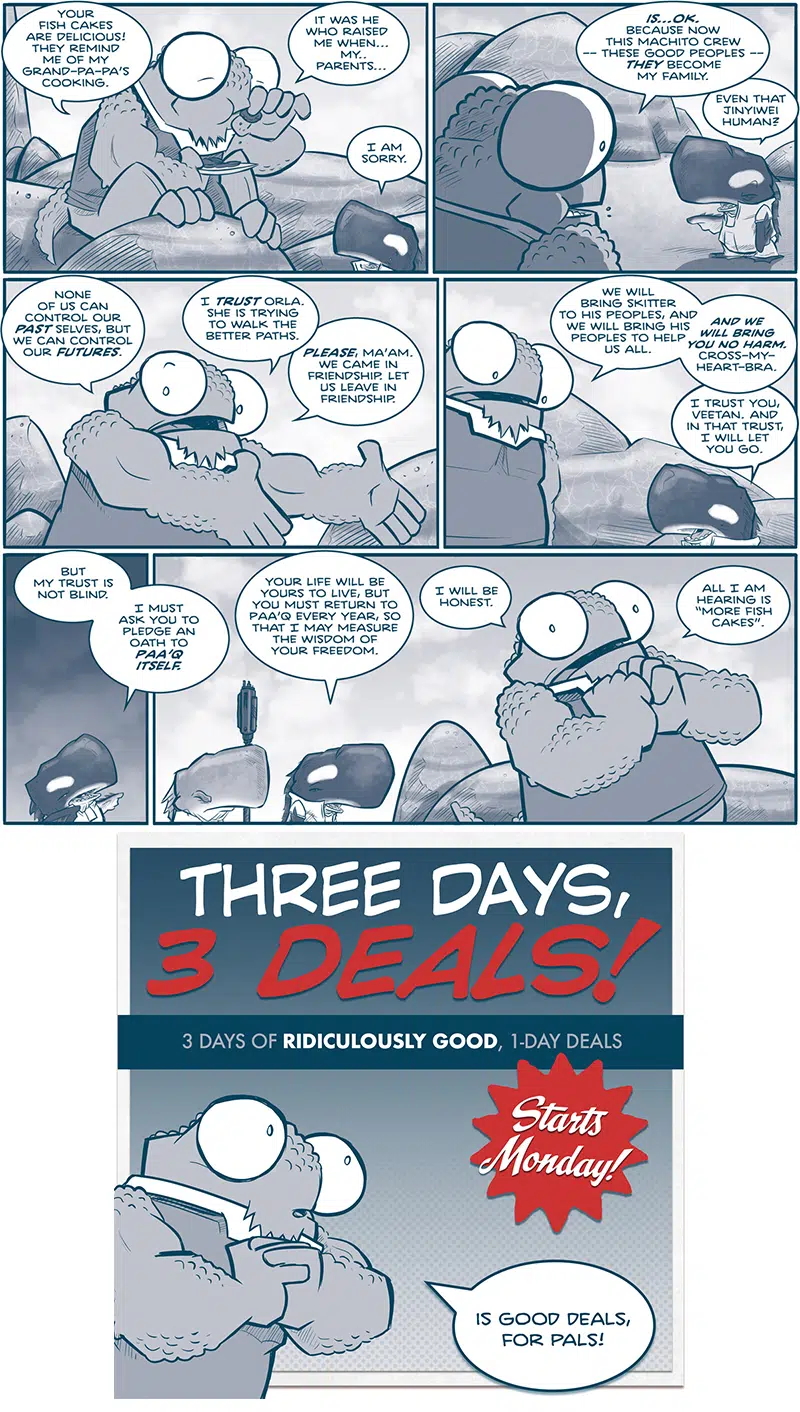 YOUR
FISH CAKES
ARE DELICIOUS!
THEY REMIND
ME OF MY
GRAND-PA-PA'S
COOKING.
IT WAS HE
WHO RAISED
ME WHEN...
MY..
PARENTS...
I AM
SORRY.
IS...OK.
BECAUSE NOW
THIS MACHITO CREW
-- THESE GOOD PEOPLES --
THEY BECOME
MY FAMILY.
EVEN THAT
JINYIWEI
HUMAN?
NONE
OF US CAN
CONTROL OUR
PAST SELVES, BUT
WE CAN CONTROL
OUR FUTURES.
I TRUST ORLA.
SHE IS TRYING
TO WALK THE
BETTER PATHS.
PLEASE, MA'AM.
WE CAME IN
FRIENDSHIP. LET
US LEAVE IN
FRIENDSHIP.
WE WILL
BRING SKITTER
TO HIS PEOPLES, AND
WE WILL BRING HIS
PEOPLES TO HELP
US ALL.
AND WE
WILL BRING
YOU NO HARM.
CROSS-MY-
HEART-BRA.
I TRUST YOU,
VEETAN. AND
IN THAT TRUST,
I WILL LET
YOU GO.
BUT
MY TRUST IS
NOT BLIND.
I MUST
ASK YOU TO
PLEDGE AN
OATH TO
PAA'Q
ITSELF.
YOUR LIFE WILL BE
YOURS TO LIVE, BUT
YOU MUST RETURN TO
PAA'Q EVERY YEAR, SO
THAT I MAY MEASURE
THE WISDOM OF
YOUR FREEDOM.
I WILL BE
HONEST.
ALL I AM
HEARING IS
"MORE FISH
CAKES".
THREE DAYS,
3 DEALS!
3 DAYS OF RIDICULOUSLY GOOD, 1-DAY DEALS
Starts
Monday!
IS GOOD DEALS,
FOR PALS!